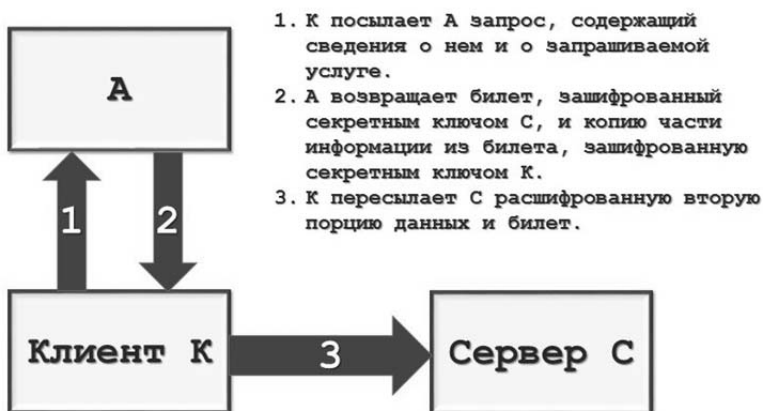 1. К посылает А запрос, содержащий
сведения о нем и о запрашиваемой
услуге.
2. А возвращает билет, зашифрованный
секретным ключом С, и копию части
информации из билета, зашифрованную
секретным ключом К.
3. К пересылает С расшифрованную вторую
порцию данных и билет.
А
1
2
Клиент К
3
Сервер С